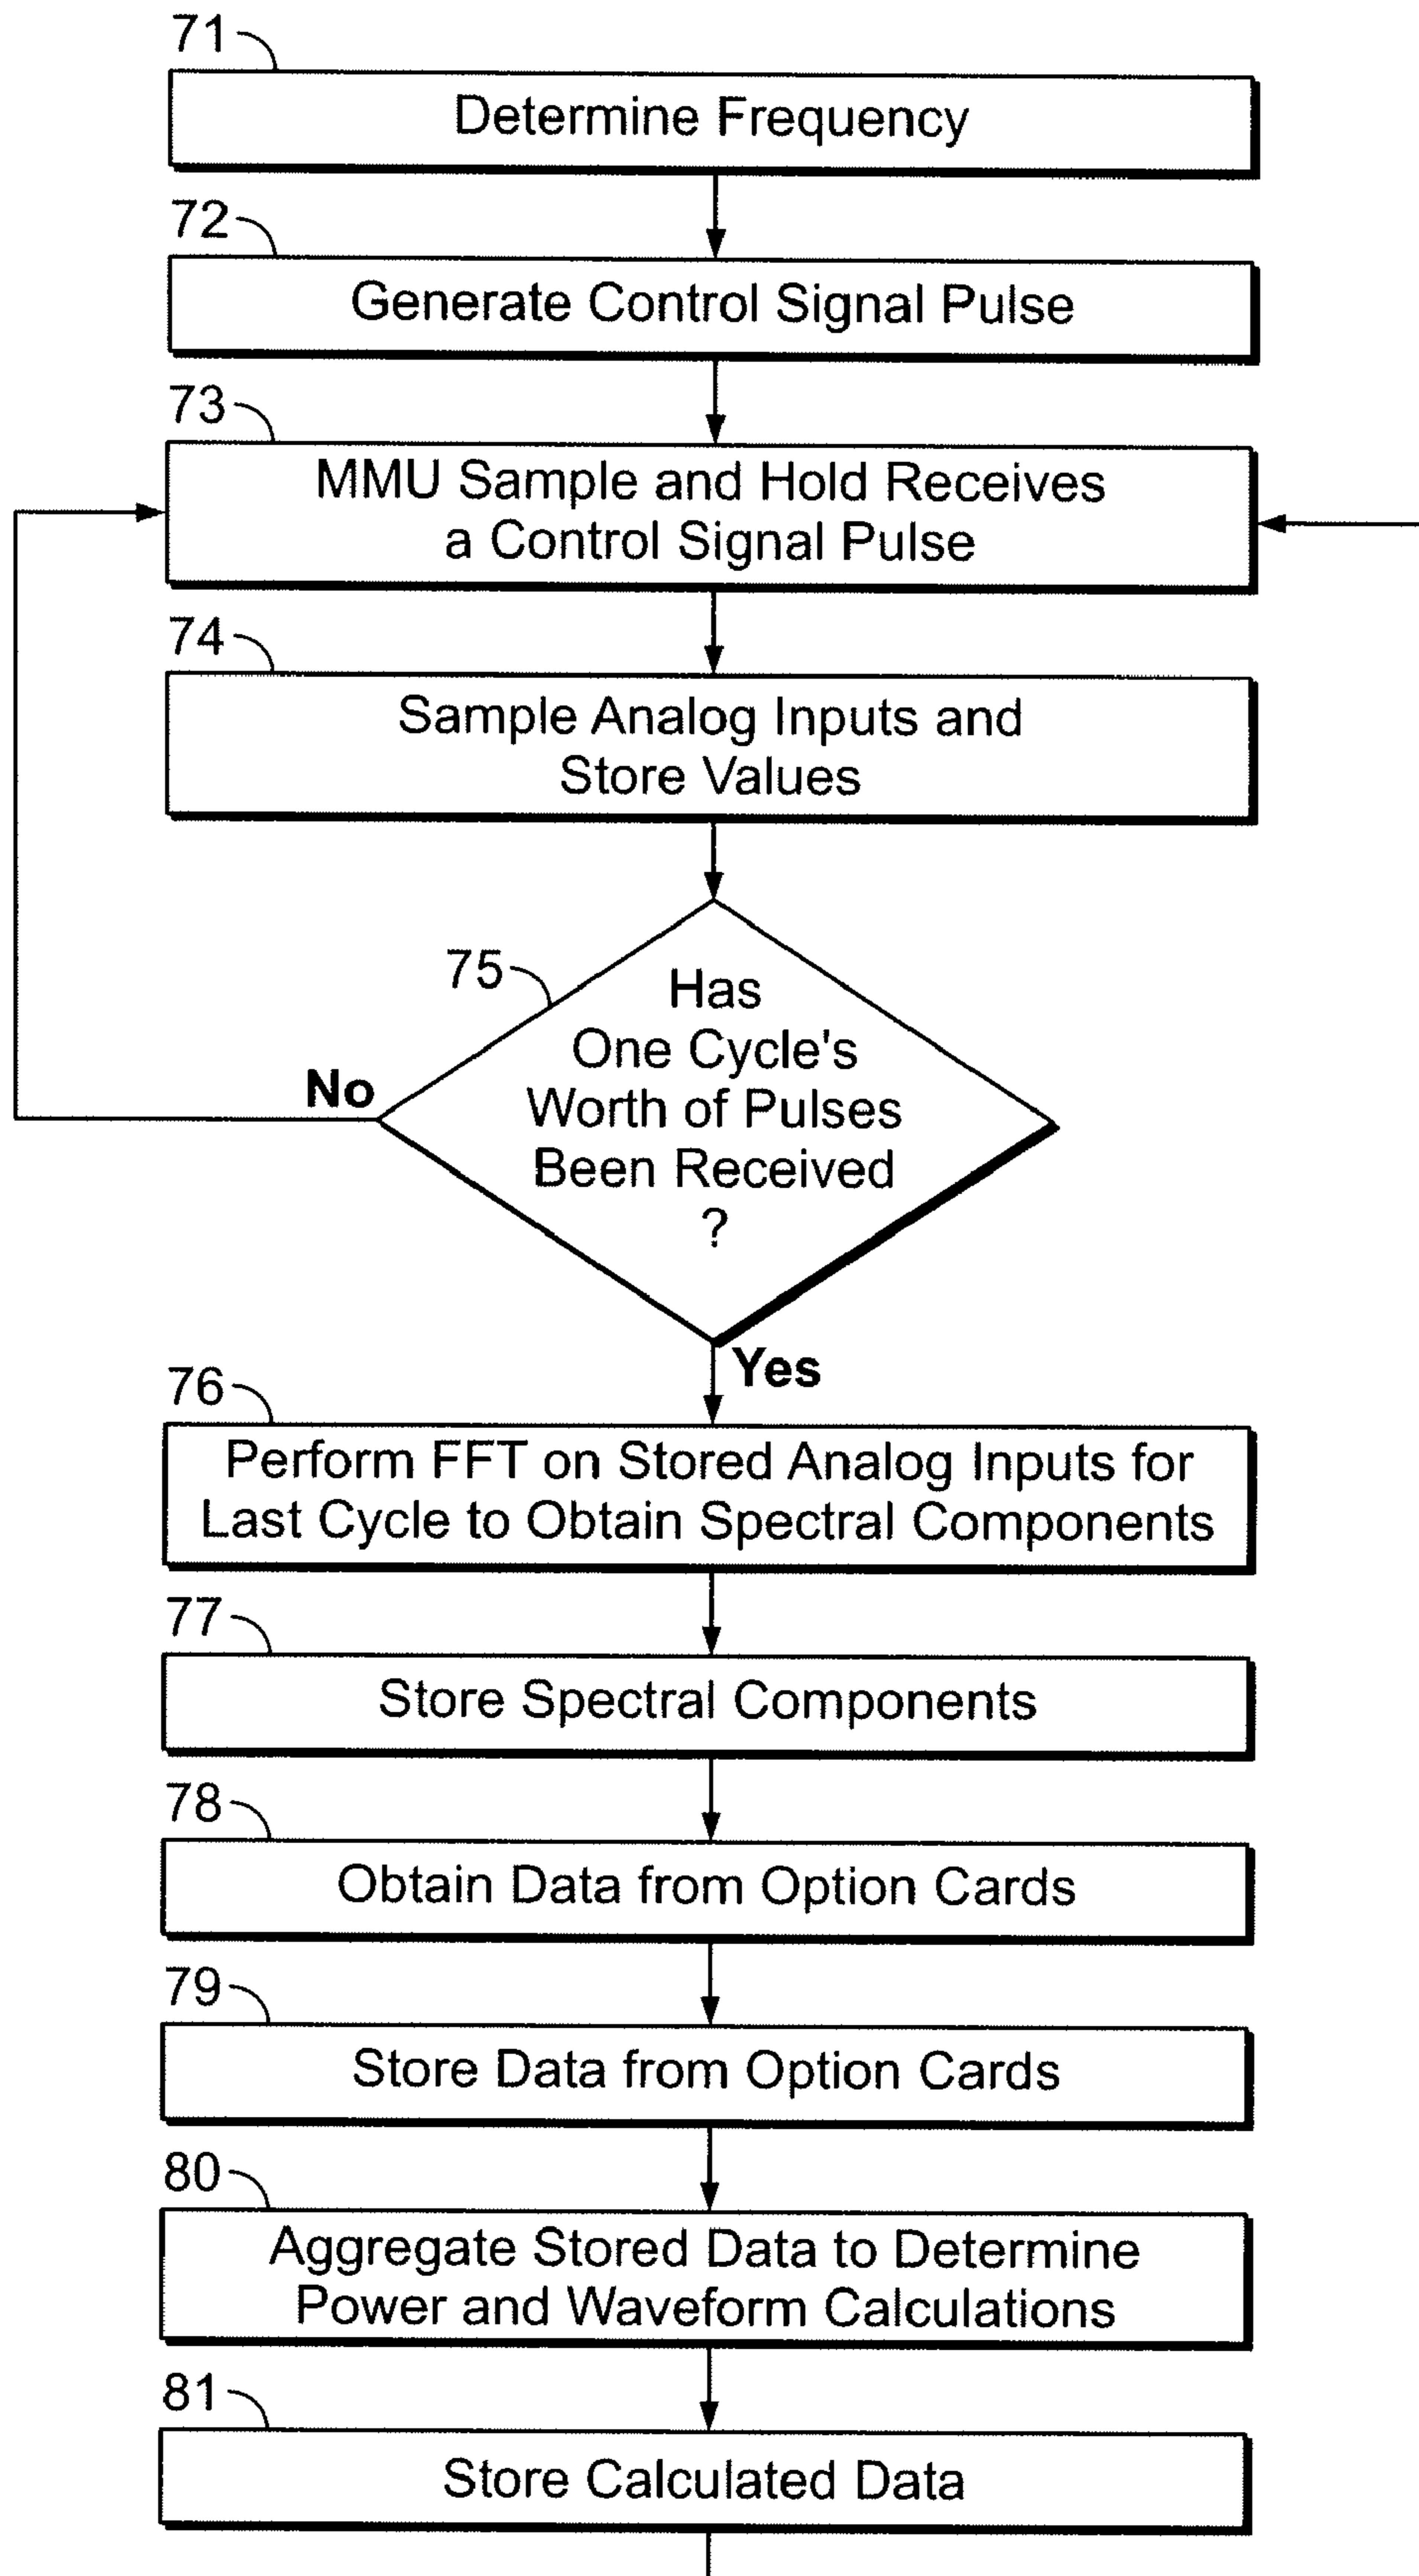 71
Determine Frequency
72
Generate Control Signal Pulse
73
MMU Sample and Hold Receives
a Control Signal Pulse
74
Sample Analog Inputs and
Store Values
75
Has
One Cycle's
Worth of Pulses
Been Received
?
No
Yes
76
Perform FFT on Stored Analog Inputs for
Last Cycle to Obtain Spectral Components
77
Store Spectral Components
78
Obtain Data from Option Cards
79
Store Data from Option Cards
80
Aggregate Stored Data to Determine
Power and Waveform Calculations
81
Store Calculated Data